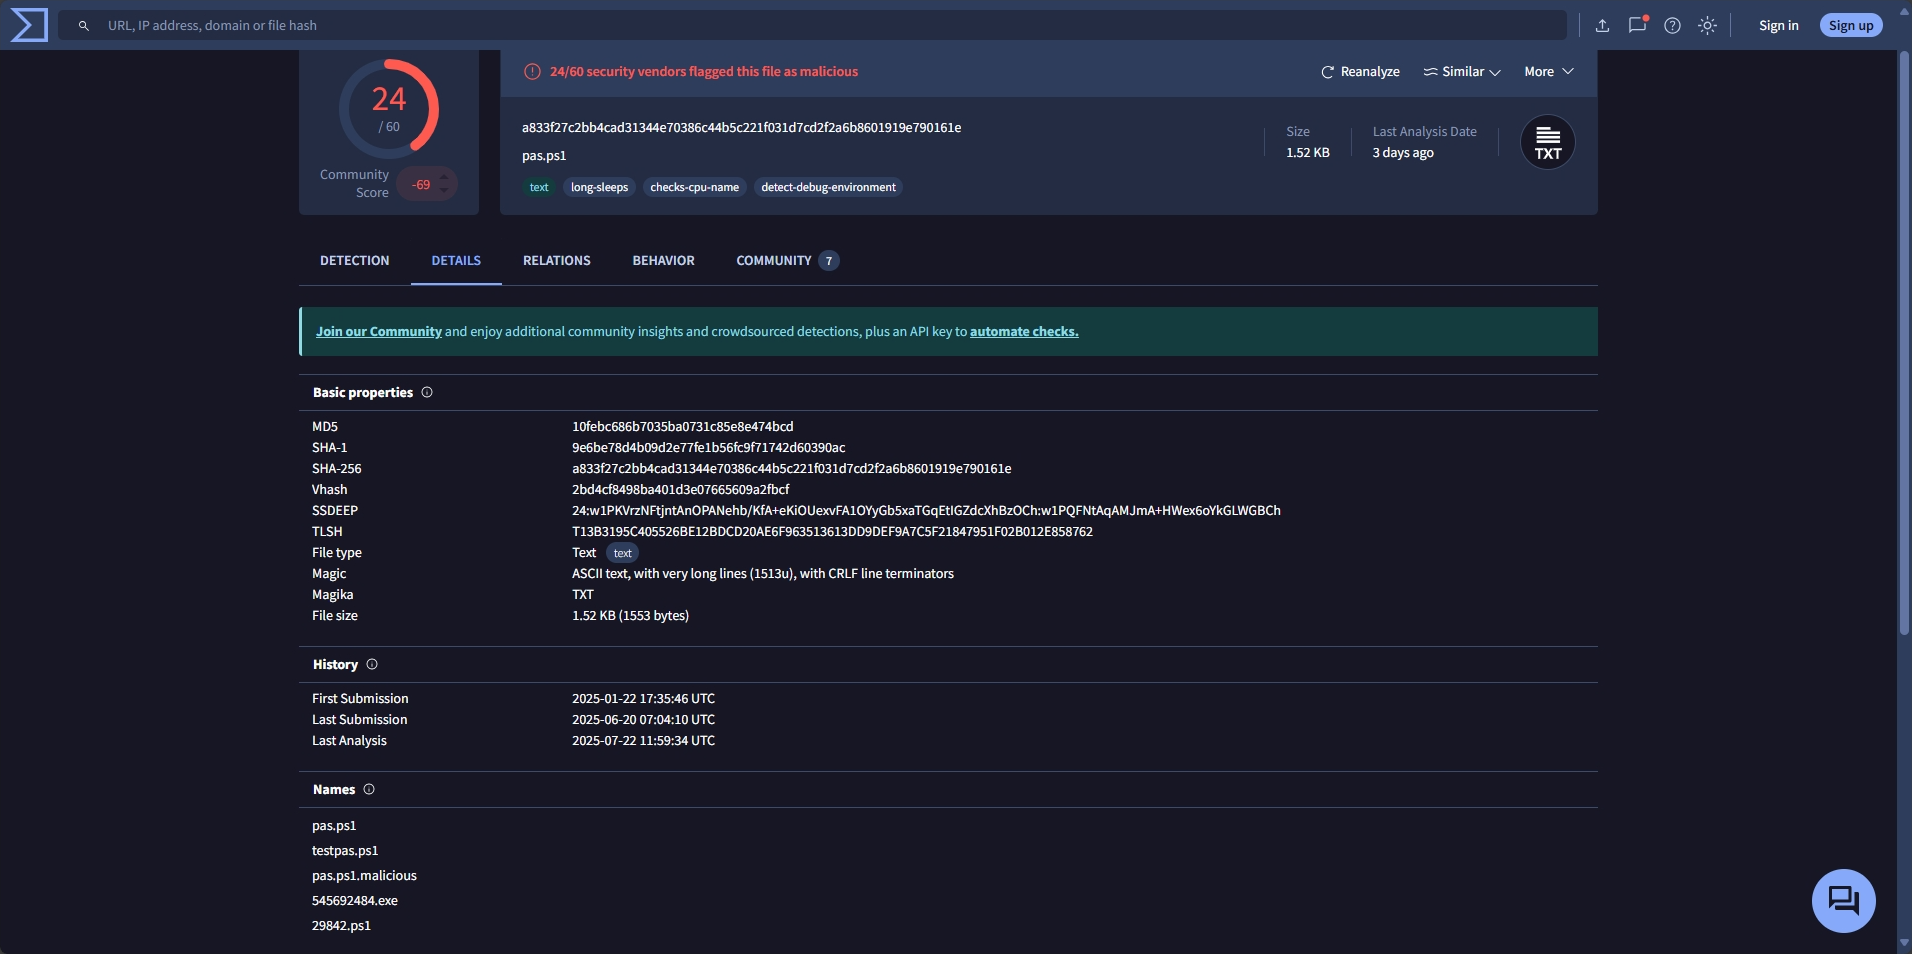 URL, IP address, domain or file hash
Sign in
Sign up
24
/ 60
Community
Score
-69
24/60 security vendors flagged this file as malicious
Reanalyze
Similar
More
a833f27c2bb4cad31344e70386c44b5c221f031d7cd2f2a6b8601919e790161e
pas.ps1
text
long-sleeps
checks-cpu-name
detect-debug-environment
Size
1.52 KB
Last Analysis Date
3 days ago
TXT
DETECTION
DETAILS
RELATIONS
BEHAVIOR
COMMUNITY 7
Join our Community and enjoy additional community insights and crowdsourced detections, plus an API key to automate checks.
Basic properties
MD5 10febc686b7035ba0731c85e8e474bcd
SHA-1 9e6be78d4b09d2e77fe1b56fc9f71742d60390ac
SHA-256 a833f27c2bb4cad31344e70386c44b5c221f031d7cd2f2a6b8601919e790161e
Vhash 2bd4cf8498ba401d3e07665609a2fbcf
SSDEEP 24:w1PKVrzNFtjntAnOPANehb/KfA+eKiOUexvFA1OYyGb5xaTGqEtIGZdcXhBzOCh:w1PQFNtAqAMJmA+HWex6oYkGLWGBCh
TLSH T13B3195C405526BE12BDCD20AE6F963513613DD9DEF9A7C5F21847951F02B012E858762
File type Text text
Magic ASCII text, with very long lines (1513u), with CRLF line terminators
Magika TXT
File size 1.52 KB (1553 bytes)
History
First Submission 2025-01-22 17:35:46 UTC
Last Submission 2025-06-20 07:04:10 UTC
Last Analysis 2025-07-22 11:59:34 UTC
Names
pas.ps1
testpas.ps1
pas.ps1.malicious
545692484.exe
29842.ps1